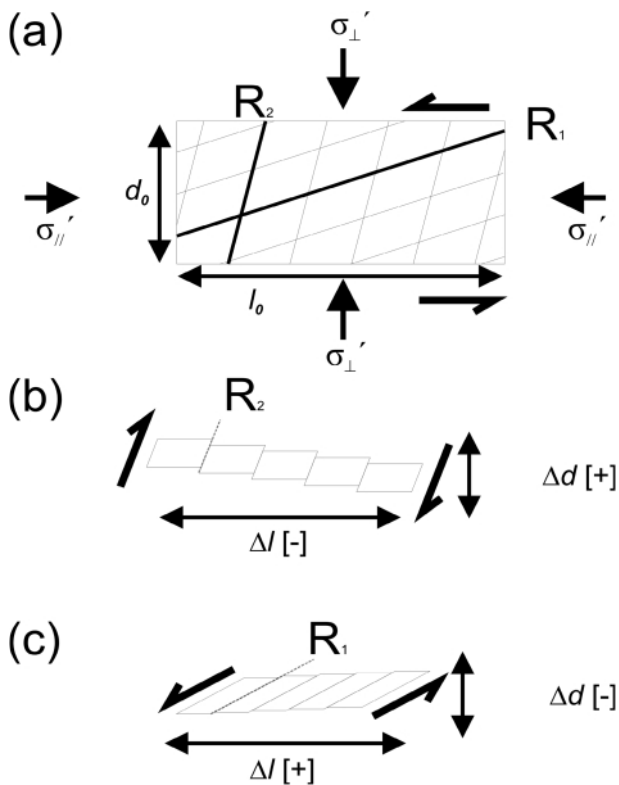 (a)
σ⊥′
R2
R1
d0
σ//′
σ//′
l0
σ⊥′
(b)
R2
Δd [+]
Δl [-]
(c)
R1
Δd [-]
Δl [+]